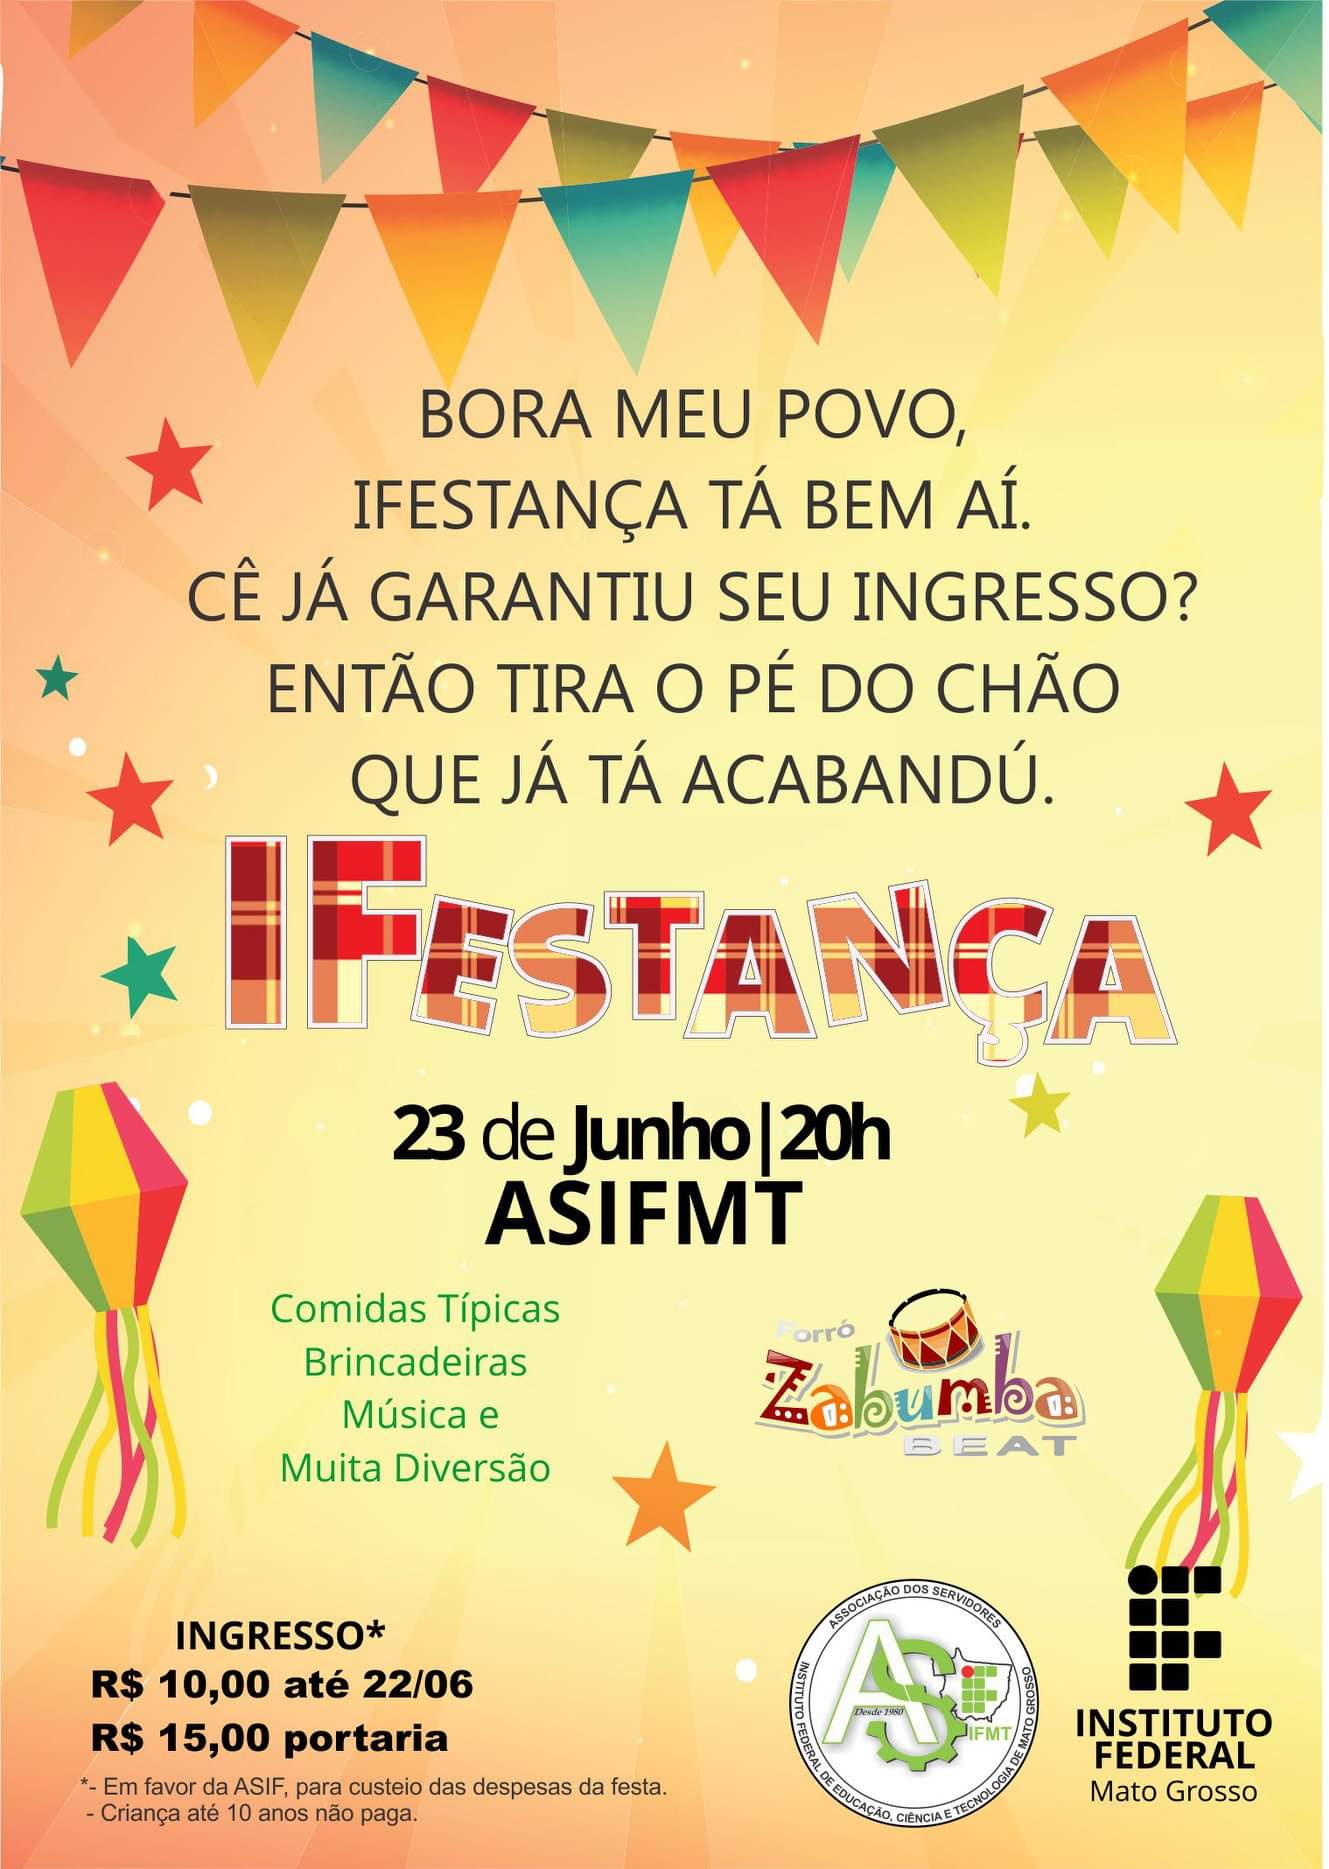 BORA MEU POVO,
IFESTANÇA TÁ BEM AÍ.
CÊ JÁ GARANTIU SEU INGRESSO?
ENTÃO TIRA O PÉ DO CHÃO
QUE JÁ TÁ ACABANDÚ.
IFESTANÇA
23 de Junho|20h
ASIFMT
Comidas Típicas
Brincadeiras
Música e
Muita Diversão
Forró
Zabumba
BEAT
INGRESSO*
R$ 10,00 até 22/06
R$ 15,00 portaria
*- Em favor da ASIF, para custeio das despesas da festa.
- Criança até 10 anos não paga.
ASSOCIAÇÃO DOS SERVIDORES
INSTITUTO FEDERAL DE EDUCAÇÃO, CIÊNCIA E TECNOLOGIA DE MATO GROSSO
AS
Desde 1980
IFMT
INSTITUTO
FEDERAL
Mato Grosso